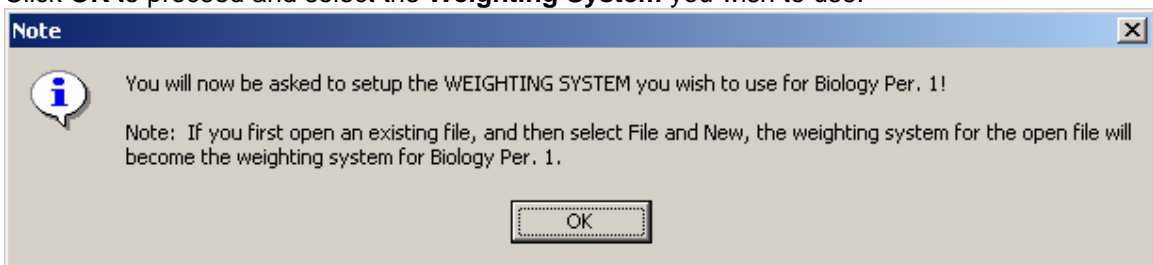 Click OK to proceed and select the Weighting System you wish to use.
Note
You will now be asked to setup the WEIGHTING SYSTEM you wish to use for Biology Per. 1!
Note: If you first open an existing file, and then select File and New, the weighting system for the open file will
become the weighting system for Biology Per. 1.
OK